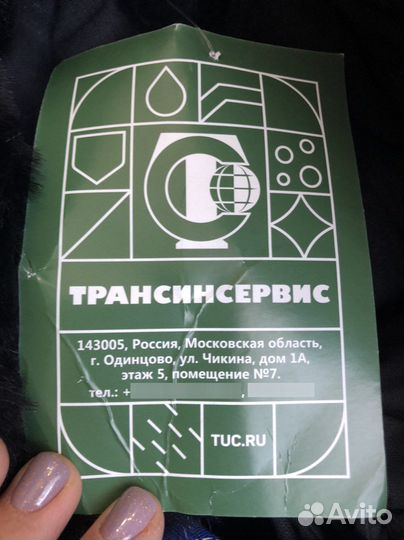 ТРАНСИНСЕРВИС
143005, Россия, Московская область,
г. Одинцово, ул. Чикина, дом 1А,
этаж 5, помещение №7.
тел.: + ,
TUC.RU
Avito